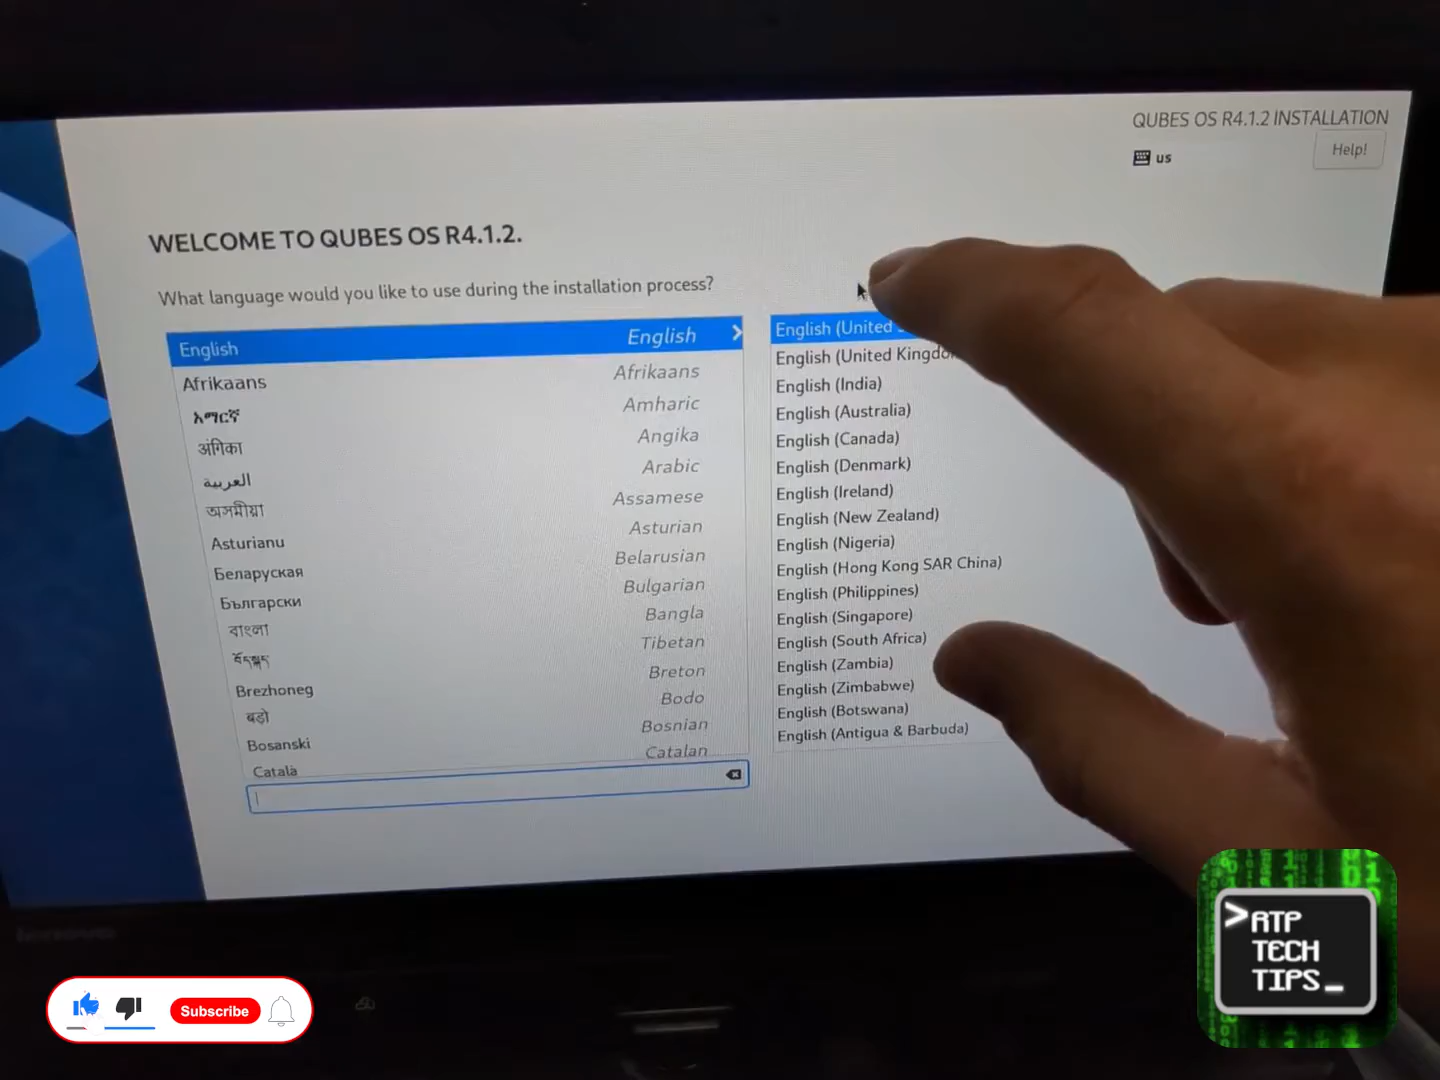 QUBES OS R4.1.2 INSTALLATION
us
Help!
WELCOME TO QUBES OS R4.1.2.
What language would you like to use during the installation process?
English English
Afrikaans Afrikaans
አማርኛ Amharic
अंगिका Angika
العربية Arabic
অসমীয়া Assamese
Asturianu Asturian
Беларуская Belarusian
Български Bulgarian
বাংলা Bangla
Tibetan
Brezhoneg Breton
बड़ो Bodo
Bosanski Bosnian
Català Catalan
English (United
English (United Kingdo
English (India)
English (Australia)
English (Canada)
English (Denmark)
English (Ireland)
English (New Zealand)
English (Nigeria)
English (Hong Kong SAR China)
English (Philippines)
English (Singapore)
English (South Africa)
English (Zambia)
English (Zimbabwe)
English (Botswana)
English (Antigua & Barbuda)
Subscribe
>ATP
TECH
TIPS_